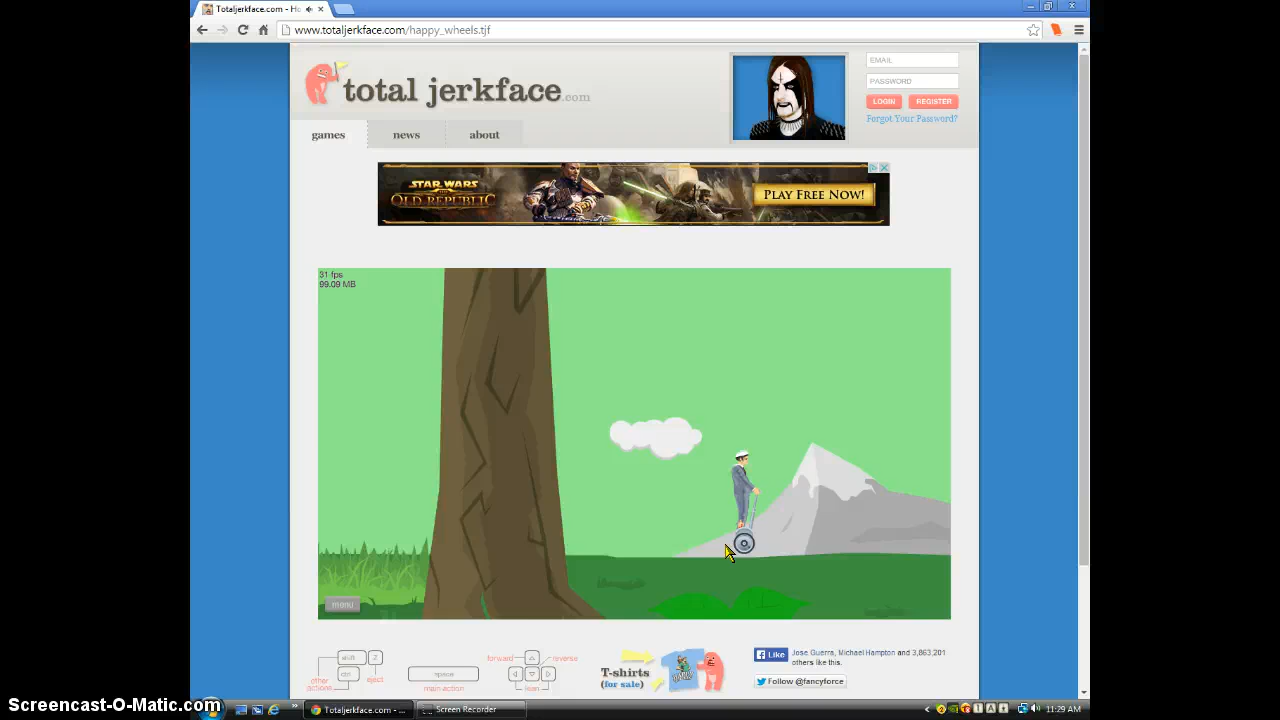 Totaljerkface.com - Ha
www.totaljerkface.com/happy_wheels.tjf
total jerkface.com
EMAIL
PASSWORD
LOGIN REGISTER
Forgot Your Password?
games news about
STAR WARS
THE OLD REPUBLIC
PLAY FREE NOW!
31 fps
99.09 MB
menu
shift Z
ctrl eject
other
actions
space
main action
forward reverse
lean
T-shirts
(for sale)
Like Jose Guerra, Michael Hampton and 3,863,201
others like this.
Follow @fancyforce
Screencast-O-Matic.com
Totaljerkface.com - ... Screen Recorder 11:29 AM